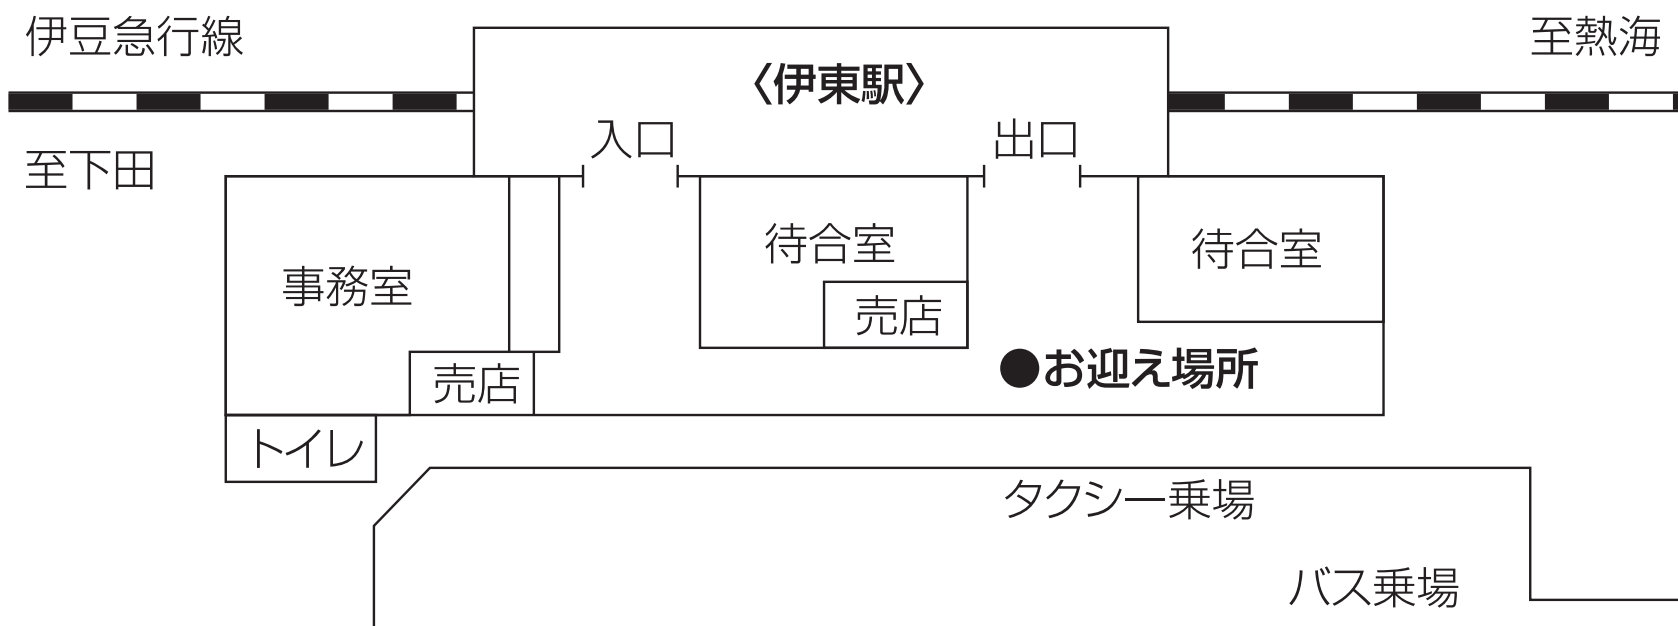 伊豆急行線
至熱海
〈伊東駅〉
入口
出口
至下田
待合室
待合室
事務室
売店
●お迎え場所
売店
トイレ
タクシー乗場
バス乗場